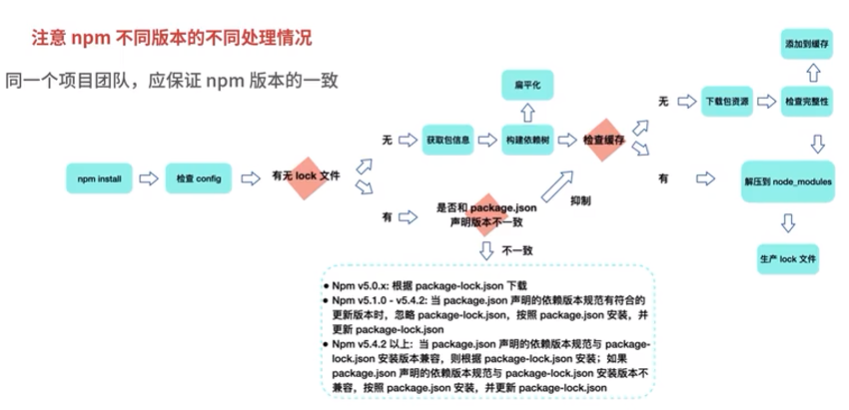 注意 npm 不同版本的不同处理情况
同一个项目团队，应保证 npm 版本的一致
npm install
检查 config
有无 lock 文件
无
获取包信息
构建依赖树
扁平化
检查缓存
无
下载包资源
检查完整性
添加到缓存
有
解压到 node_modules
生产 lock 文件
有
是否和 package.json
声明版本不一致
抑制
不一致
● Npm v5.0.x: 根据 package-lock.json 下载
● Npm v5.1.0 - v5.4.2: 当 package.json 声明的依赖版本规范有符合的
更新版本时，忽略 package-lock.json，按照 package.json 安装，并
更新 package-lock.json
● Npm v5.4.2 以上: 当 package.json 声明的依赖版本规范与 package-
lock.json 安装版本兼容，则根据 package-lock.json 安装；如果
package.json 声明的依赖版本规范与 package-lock.json 安装版本不
兼容，按照 package.json 安装，并更新 package-lock.json